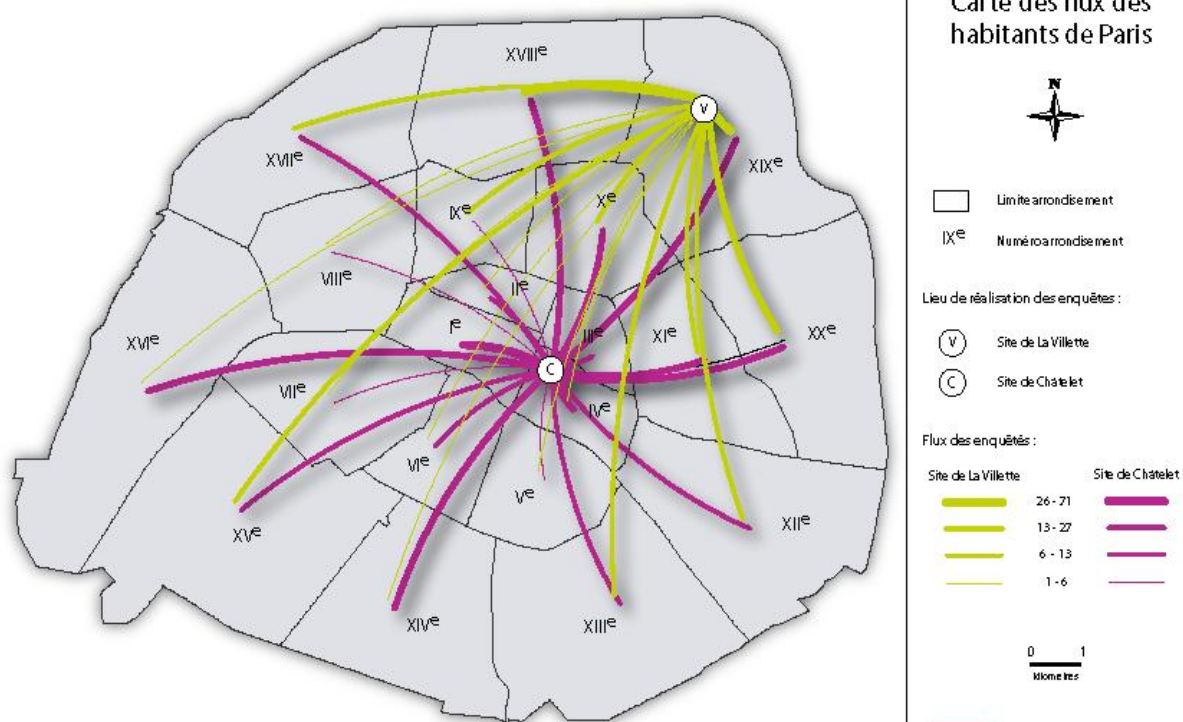 Carte des flux des
habitants de Paris
N
Limite arrondisement
IXe Numéro arrondisement
Lieu de réalisation des enquêtes :
V Site de La Villette
C Site de Châtelet
Flux des enquêtés :
Site de La Villette Site de Châtelet
26 - 71
13 - 27
6 - 13
1 - 6
0 1
kilometres
XVIIIe
V
XVIIe
XIXe
IXe
Xe
VIIIe
IIe
Ie
IIIe
XIe
XXe
XVIe
C
VIIe
IVe
VIe
Ve
XVe
XIIe
XIVe
XIIIe